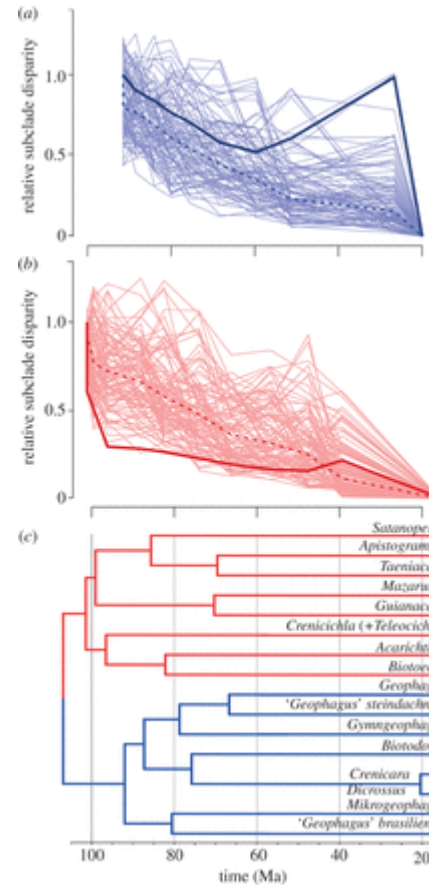 (a)
1.0
0.5
0
relative subclade disparity
(b)
1.0
0.5
0
relative subclade disparity
(c)
Satanope
Apistogram
Taeniac
Mazaru
Guianac
Crenicichla (+Teleocich
Acaricht
Biotoe
Geophag
'Geophagus' steindachn
Gymngeophag
Biotodo
Crenicara
Dicrossus
Mikrogeophag
'Geophagus' brasilien
100 80 60 40 20
time (Ma)